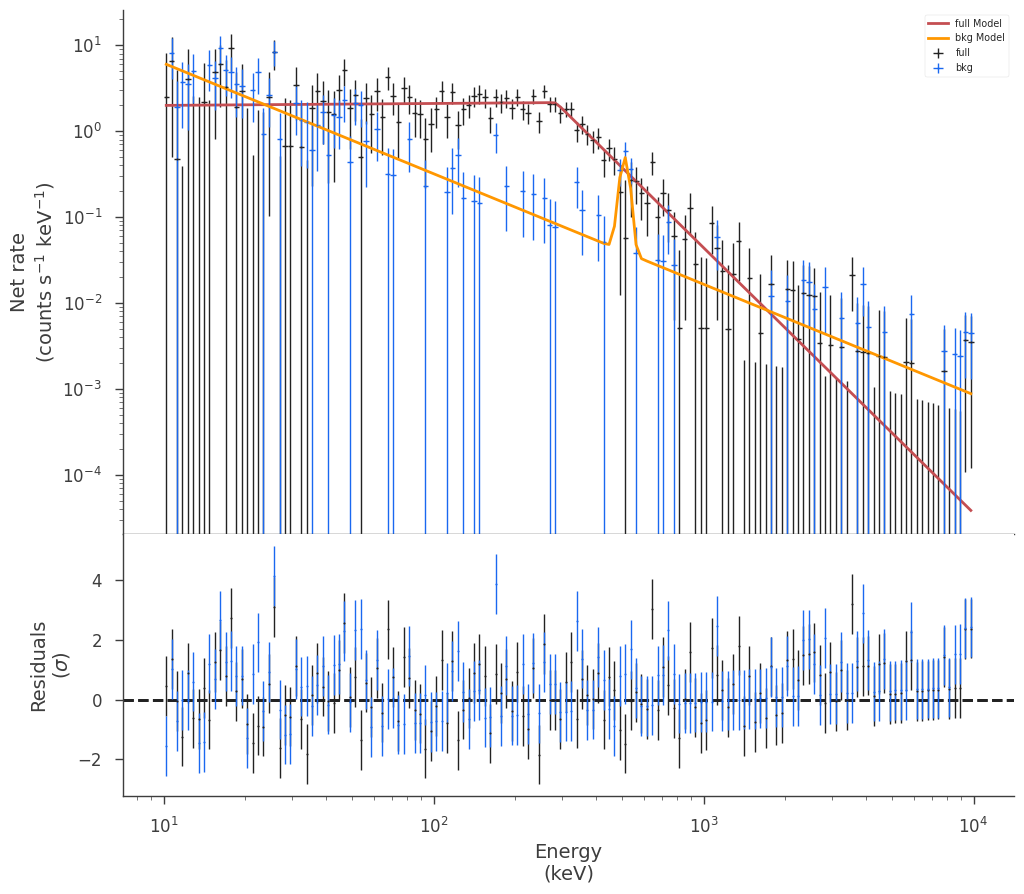 full Model
bkg Model
full
bkg
10¹
10⁰
10⁻¹
10⁻²
10⁻³
10⁻⁴
Net rate
(counts s⁻¹ keV⁻¹)
4
2
0
−2
Residuals
(σ)
10¹ 10² 10³ 10⁴
Energy
(keV)